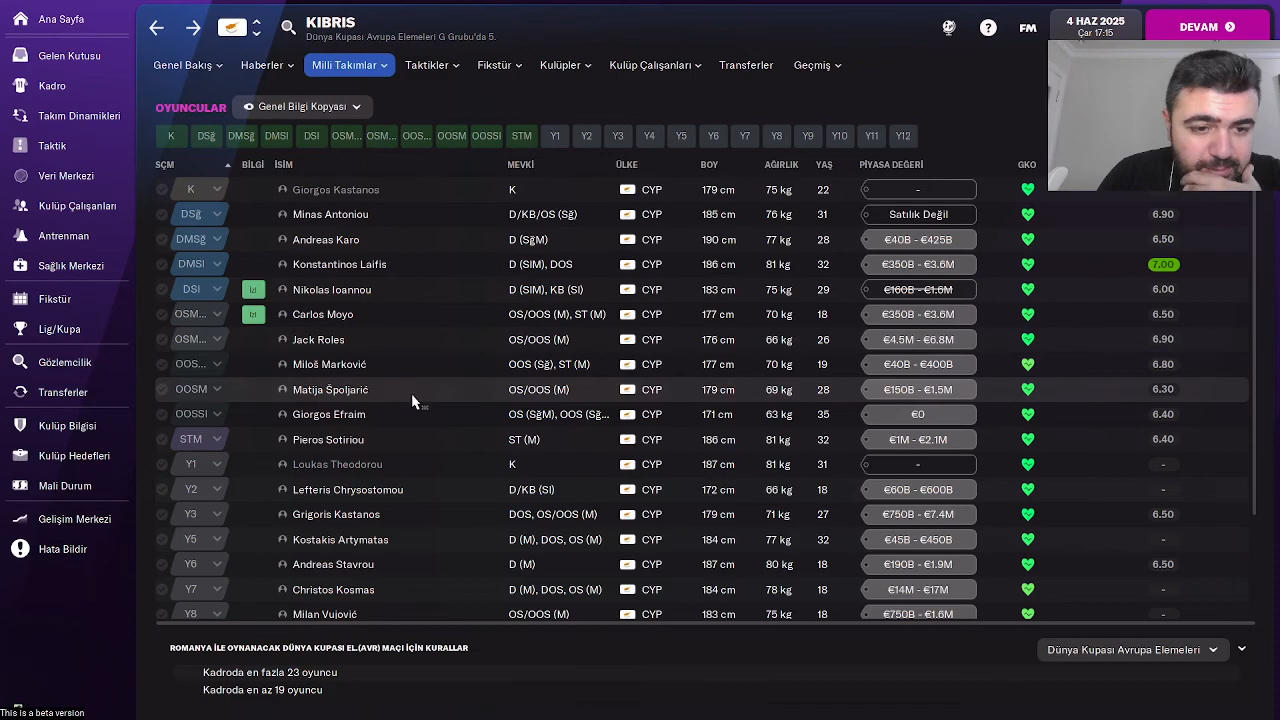 Ana Sayfa
Gelen Kutusu
Kadro
Takım Dinamikleri
Taktik
Veri Merkezi
Kulüp Çalışanları
Antrenman
Sağlık Merkezi
Fikstür
Lig/Kupa
Gözlemcilik
Transferler
Kulüp Bilgisi
Kulüp Hedefleri
Mali Durum
Gelişim Merkezi
Hata Bildir
This is a beta version
KIBRIS
Dünya Kupası Avrupa Elemeleri G Grubu'da 5.
FM
4 HAZ 2025
Çar 17:15
DEVAM
Genel Bakış Haberler Milli Takımlar Taktikler Fikstür Kulüpler Kulüp Çalışanları Transferler Geçmiş
OYUNCULAR Genel Bilgi Kopyası
K DSğ DMSğ DMSI DSI OSM... OSM... OOS... OOSM OOSSI STM Y1 Y2 Y3 Y4 Y5 Y6 Y7 Y8 Y9 Y10 Y11 Y12
SÇM BİLGİ İSİM MEVKİ ÜLKE BOY AĞIRLIK YAŞ PİYASA DEĞERİ GKO
K Giorgos Kastanos K CYP 179 cm 75 kg 22 -
DSğ Minas Antoniou D/KB/OS (Sğ) CYP 185 cm 76 kg 31 Satılık Değil 6.90
DMSğ Andreas Karo D (SğM) CYP 190 cm 77 kg 28 €40B - €425B 6.50
DMSI Konstantinos Laifis D (SIM), DOS CYP 186 cm 81 kg 32 €350B - €3.6M 7.00
DSI İzl Nikolas Ioannou D (SIM), KB (SI) CYP 183 cm 75 kg 29 €160B - €1.6M 6.00
OSM... İzl Carlos Moyo OS/OOS (M), ST (M) CYP 177 cm 70 kg 18 €350B - €3.6M 6.50
OSM... Jack Roles OS/OOS (M) CYP 176 cm 77 kg 26 €4.5M - €6.8M 6.90
OOS... Miloš Marković OOS (Sğ), ST (M) CYP 177 cm 70 kg 19 €40B - €400B 6.80
OOSM Matija Špoljarić OS/OOS (M) CYP 179 cm 69 kg 28 €150B - €1.5M 6.30
OOSSI Giorgos Efraim OS (SğM), OOS (Sğ... CYP 171 cm 63 kg 35 €0 6.40
STM Pieros Sotiriou ST (M) CYP 186 cm 81 kg 32 €1M - €2.1M 6.40
Y1 Loukas Theodorou K CYP 187 cm 81 kg 31 - -
Y2 Lefteris Chrysostomou D/KB (SI) CYP 172 cm 66 kg 18 €60B - €600B -
Y3 Grigoris Kastanos DOS, OS/OOS (M) CYP 179 cm 71 kg 27 €750B - €7.4M 6.50
Y5 Kostakis Artymatas D (M), DOS, OS (M) CYP 184 cm 77 kg 32 €45B - €450B -
Y6 Andreas Stavrou D (M) CYP 187 cm 80 kg 18 €190B - €1.9M 6.50
Y7 Christos Kosmas D (M), DOS, OS (M) CYP 184 cm 78 kg 18 €14M - €17M -
Y8 Milan Vujović OS/OOS (M) CYP 183 cm 75 kg 18 €750B - €1.6M -
ROMANYA İLE OYNANACAK DÜNYA KUPASI EL.(AVR) MAÇI İÇİN KURALLAR
Dünya Kupası Avrupa Elemeleri
Kadroda en fazla 23 oyuncu
Kadroda en az 19 oyuncu